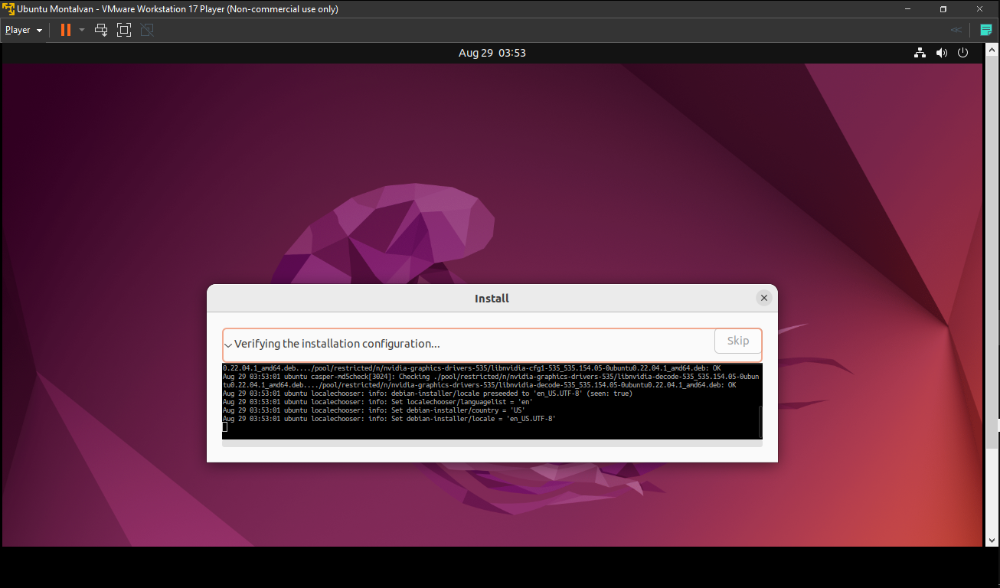 Ubuntu Montalvan - VMware Workstation 17 Player (Non-commercial use only)
Player
Aug 29 03:53
Install
Verifying the installation configuration...
Skip
0.22.04.1_amd64.deb..../pool/restricted/n/nvidia-graphics-drivers-535/libnvidia-cfg1-535_535.154.05-0ubuntu0.22.04.1_amd64.deb: OK
Aug 29 03:53:01 ubuntu casper-md5check[3024]: Checking ./pool/restricted/n/nvidia-graphics-drivers-535/libnvidia-decode-535_535.154.05-0ubun
tu0.22.04.1_amd64.deb..../pool/restricted/n/nvidia-graphics-drivers-535/libnvidia-decode-535_535.154.05-0ubuntu0.22.04.1_amd64.deb: OK
Aug 29 03:53:01 ubuntu localechooser: info: debian-installer/locale preseeded to 'en_US.UTF-8' (seen: true)
Aug 29 03:53:01 ubuntu localechooser: info: Set localechooser/languagelist = 'en'
Aug 29 03:53:01 ubuntu localechooser: info: Set debian-installer/country = 'US'
Aug 29 03:53:01 ubuntu localechooser: info: Set debian-installer/locale = 'en_US.UTF-8'